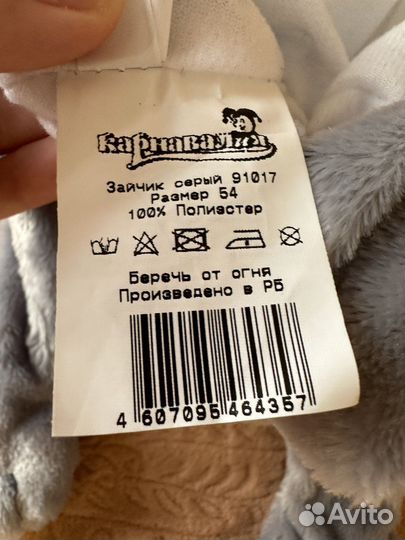 Карнавалия
Зайчик серый 91017
Размер 54
100% Полиэстер
Беречь от огня
Произведено в РБ
4 607095 464357
Avito